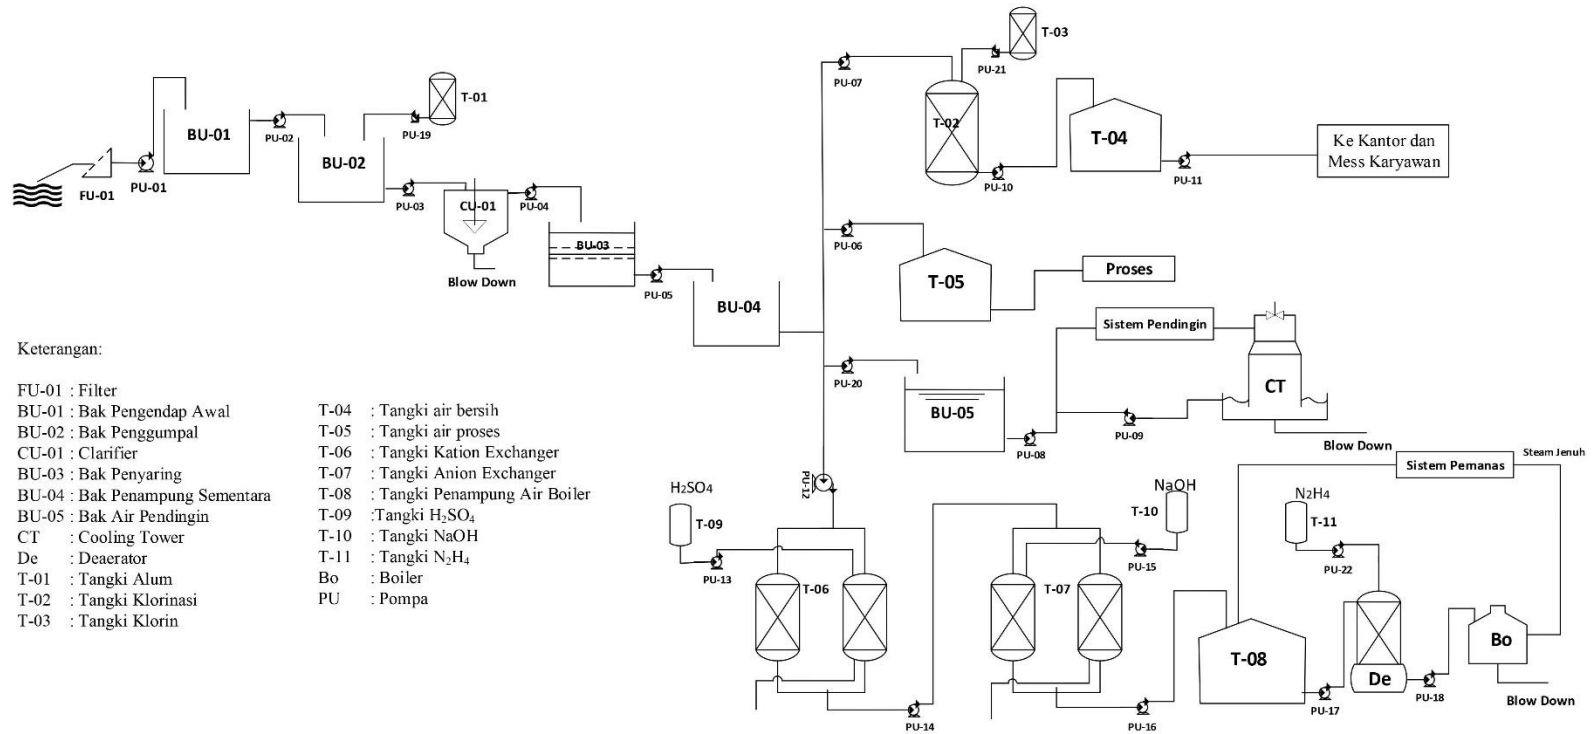 T-03
PU-21
PU-07
T-01
T-02
BU-01
PU-02
PU-19
T-04
Ke Kantor dan
Mess Karyawan
BU-02
FU-01
PU-01
PU-10
PU-11
PU-03
CU-01
PU-04
BU-03
PU-06
Blow Down
PU-05
T-05
Proses
BU-04
Sistem Pendingin
PU-20
CT
BU-05
PU-09
PU-08
Blow Down
Keterangan:
FU-01 : Filter
BU-01 : Bak Pengendap Awal
BU-02 : Bak Penggumpal
CU-01 : Clarifier
BU-03 : Bak Penyaring
BU-04 : Bak Penampung Sementara
BU-05 : Bak Air Pendingin
CT : Cooling Tower
De : Deaerator
T-01 : Tangki Alum
T-02 : Tangki Klorinasi
T-03 : Tangki Klorin
T-04 : Tangki air bersih
T-05 : Tangki air proses
T-06 : Tangki Kation Exchanger
T-07 : Tangki Anion Exchanger
T-08 : Tangki Penampung Air Boiler
T-09 :Tangki H₂SO₄
T-10 : Tangki NaOH
T-11 : Tangki N₂H₄
Bo : Boiler
PU : Pompa
Sistem Pemanas
Steam Jenuh
PU-12
H₂SO₄
T-09
PU-13
NaOH
T-10
PU-15
N₂H₄
T-11
PU-22
T-06
T-07
T-08
De
Bo
PU-14
PU-16
PU-17
PU-18
Blow Down